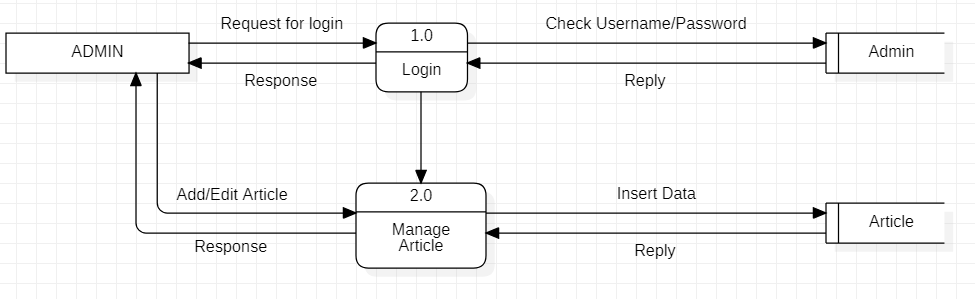 Request for login
1.0
Check Username/Password
ADMIN
Login
Admin
Response
Reply
Add/Edit Article
2.0
Insert Data
Manage
Article
Article
Response
Reply